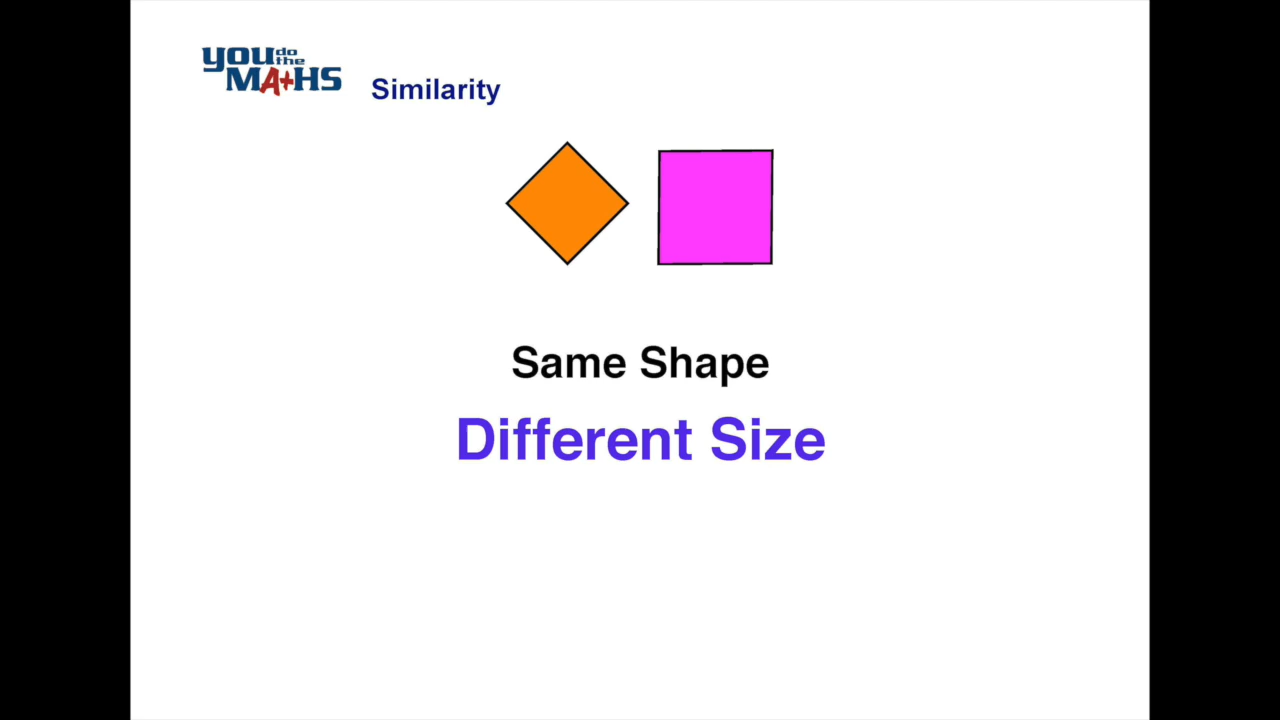 you do the
MA+HS
Similarity
Same Shape
Different Size